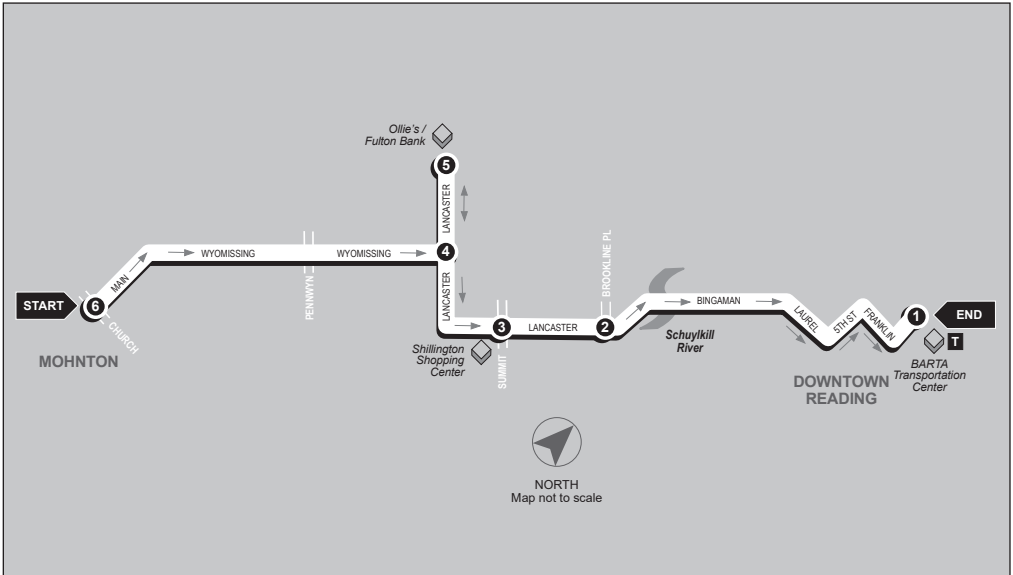 Ollie's /
Fulton Bank
5
LANCASTER
WYOMISSING
WYOMISSING
4
MAIN
PENNWYN
LANCASTER
BROOKLINE PL
START
6
CHURCH
MOHNTON
3
LANCASTER
2
BINGAMAN
LAUREL
5TH ST
FRANKLIN
1
END
Shillington
Shopping
Center
SUMMIT
Schuylkill
River
T
BARTA
Transportation
Center
DOWNTOWN
READING
NORTH
Map not to scale